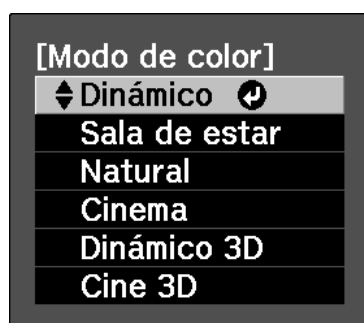 [Modo de color]
Dinámico
Sala de estar
Natural
Cinema
Dinámico 3D
Cine 3D